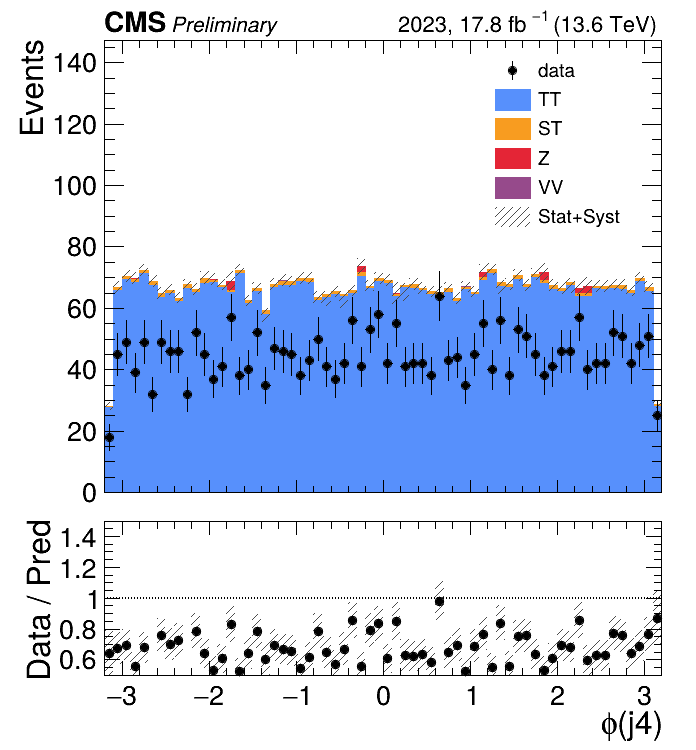 CMS Preliminary 2023, 17.8 fb⁻¹ (13.6 TeV)
Events
140
120
100
80
60
40
20
0
data
TT
ST
Z
VV
Stat+Syst
Data / Pred
1.4
1.2
1
0.8
0.6
−3 −2 −1 0 1 2 3
ϕ(j4)